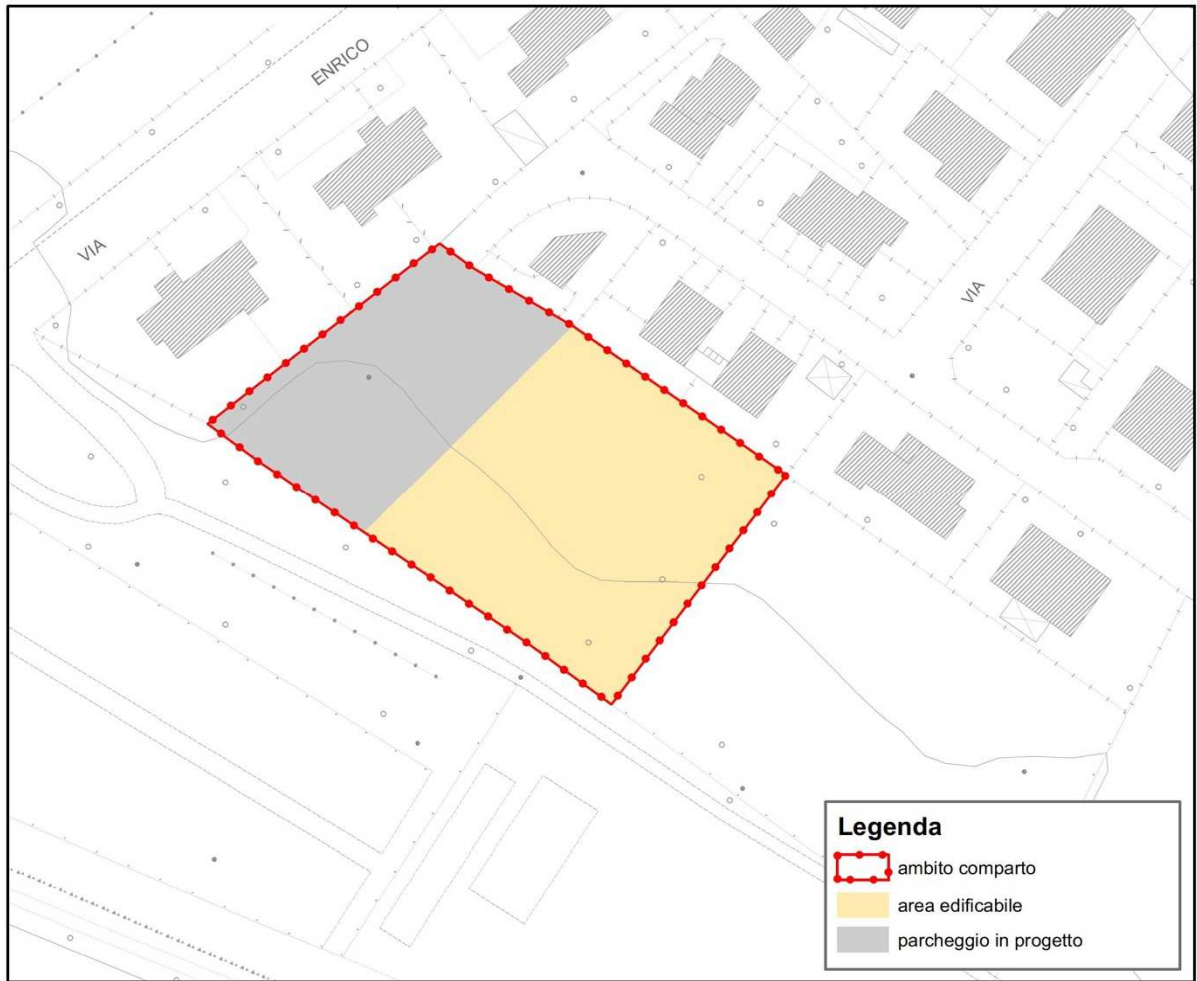 ENRICO
VIA
VIA
Legenda
ambito comparto
area edificabile
parcheggio in progetto